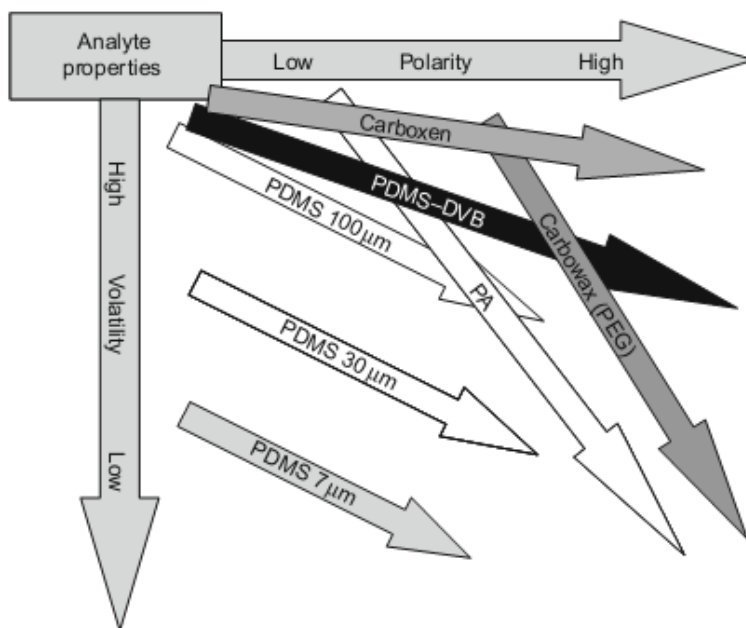 Analyte
properties
Low Polarity High
Carboxen
PDMS–DVB
PDMS 100 μm
Carbowax (PEG)
PA
PDMS 30 μm
PDMS 7 μm
High Volatility Low